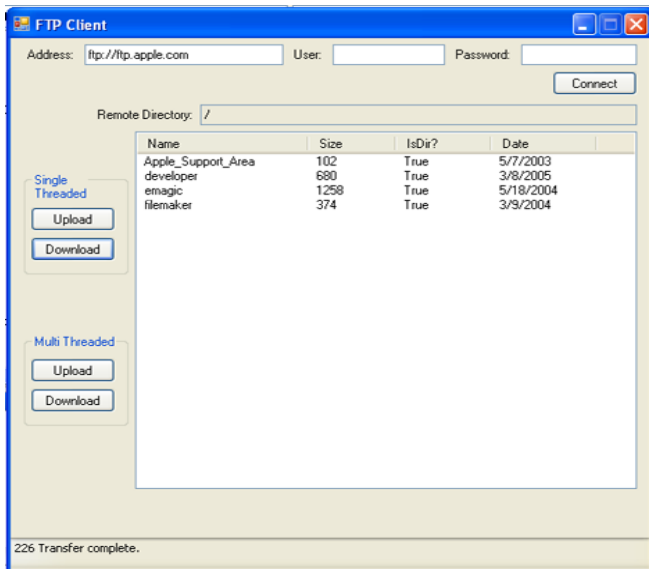 FTP Client
Address: ftp://ftp.apple.com User: Password:
Connect
Remote Directory: /
Name Size IsDir? Date
Apple_Support_Area 102 True 5/7/2003
developer 680 True 3/8/2005
emagic 1258 True 5/18/2004
filemaker 374 True 3/9/2004
Single
Threaded
Upload
Download
Multi Threaded
Upload
Download
226 Transfer complete.